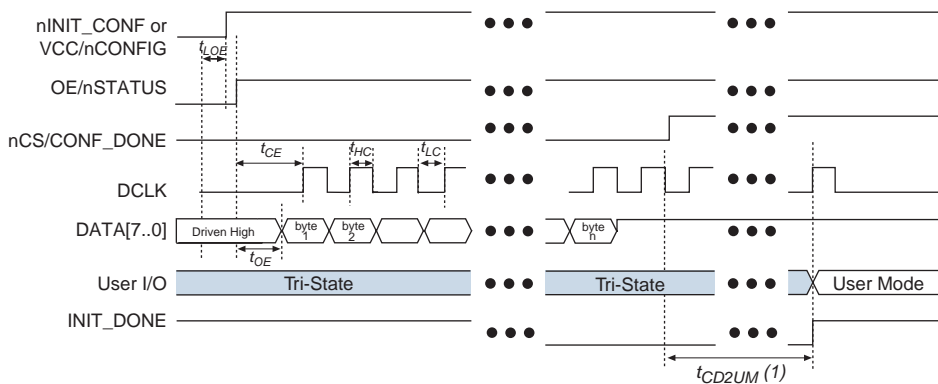 nINIT_CONF or
VCC/nCONFIG
tLOE
OE/nSTATUS
nCS/CONF_DONE
tCE
tHC
tLC
DCLK
DATA[7..0]
Driven High
byte
1
byte
2
byte
n
tOE
User I/O
Tri-State
Tri-State
User Mode
INIT_DONE
tCD2UM (1)